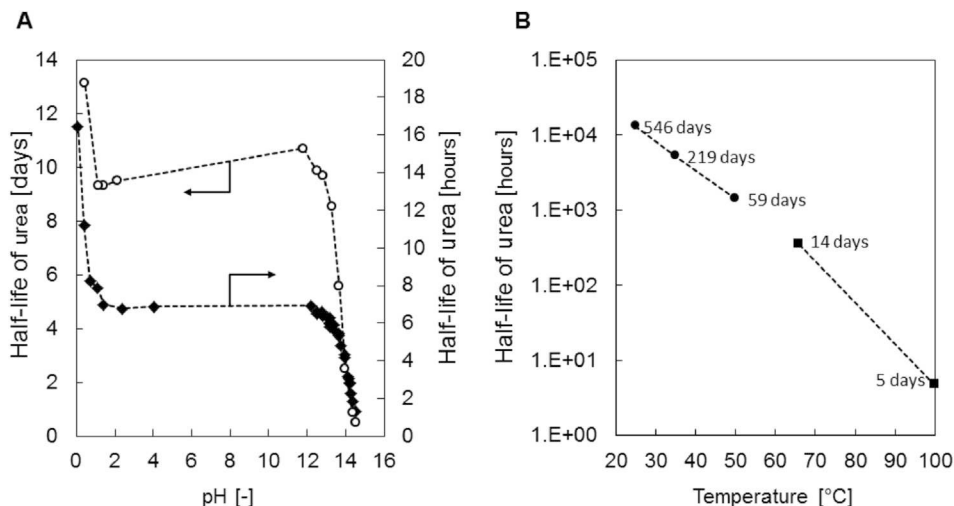 A
B
14
12
10
8
6
4
2
0
Half-life of urea [days]
20
18
16
14
12
10
8
6
4
2
0
Half-life of urea [hours]
0 2 4 6 8 10 12 14 16
pH [-]
1.E+05
1.E+04
1.E+03
1.E+02
1.E+01
1.E+00
Half-life of urea [hours]
546 days
219 days
59 days
14 days
5 days
20 30 40 50 60 70 80 90 100
Temperature [°C]